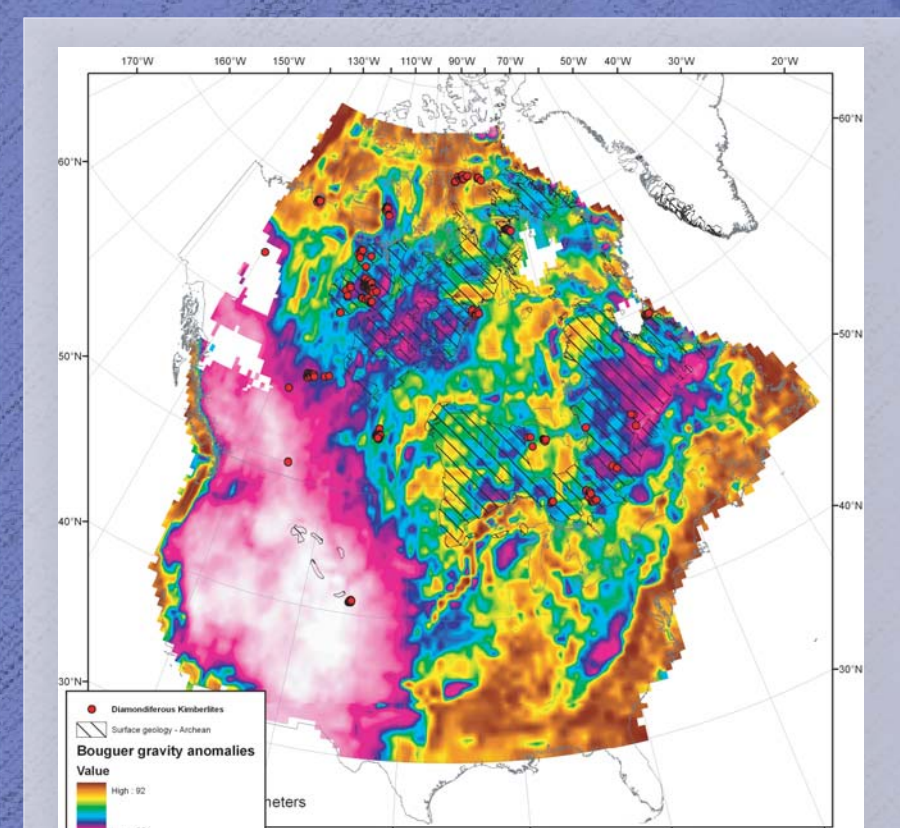 170°W 160°W 150°W 130°W 110°W 90°W 70°W 50°W 40°W 30°W 20°W
60°N 60°N
50°N 50°N
40°N 40°N
30°N 30°N
Diamondiferous Kimberlites
Surface geology - Archean
Bouguer gravity anomalies
Value
High : 92
meters